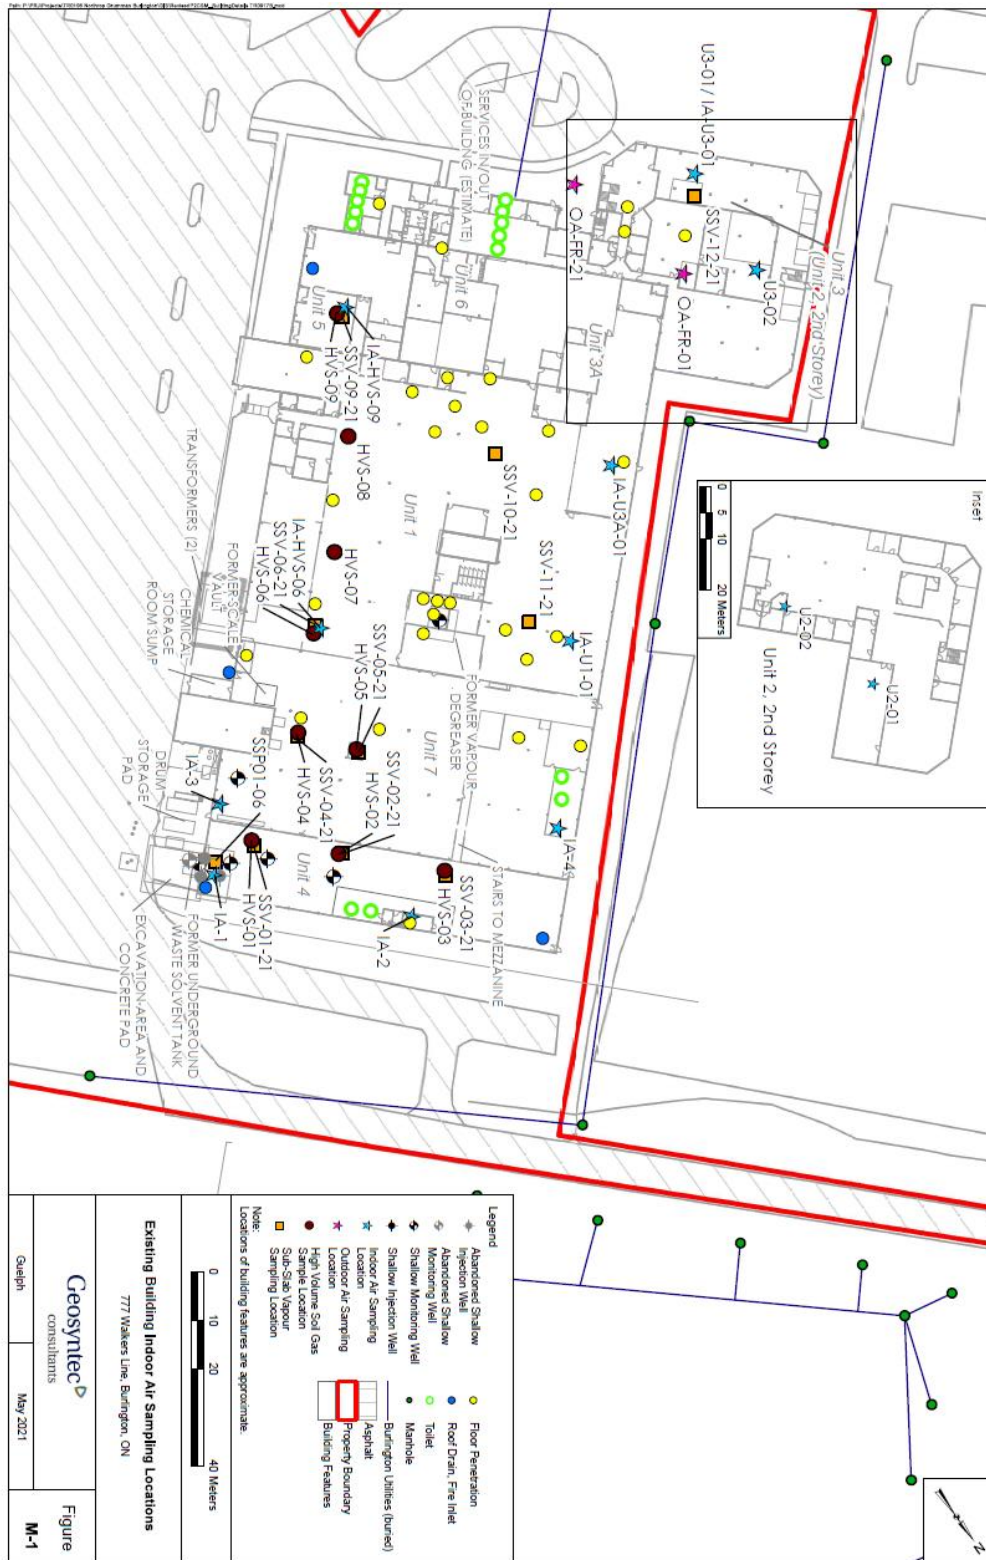 U3-01 / IA-U3-01
SSV-12-21
U3-02
OA-FR-21
OA-FR-01
Unit 3
(Unit 2, 2nd Storey)
Unit 3A
SERVICES IN/OUT
OF BUILDING (ESTIMATE)
Unit 6
Unit 5
IA-HVS-09
SSV-09-21
HVS-09
HVS-08
SSV-10-21
IA-U3A-01
Unit 1
HVS-07
SSV-11-21
IA-U1-01
IA-HVS-06
SSV-06-21
HVS-06
TRANSFORMERS (2)
FORMER SCALE
VAULT
CHEMICAL
STORAGE
ROOM SUMP
SSV-05-21
HVS-05
FORMER VAPOUR
DEGREASER
Unit 7
SSV-04-21
HVS-04
SSV-02-21
HVS-02
IA-4
SSP01-06
IA-3
DRUM
STORAGE
PAD
Unit 4
SSV-03-21
HVS-03
STAIRS TO MEZZANINE
IA-2
SSV-01-21
HVS-01
IA-1
FORMER UNDERGROUND
WASTE SOLVENT TANK
EXCAVATION AREA AND
CONCRETE PAD
Inset
0 5 10 20 Meters
U2-02
U2-01
Unit 2, 2nd Storey
N
Legend
Abandoned Shallow
Injection Well
Abandoned Shallow
Monitoring Well
Shallow Monitoring Well
Shallow Injection Well
Indoor Air Sampling
Location
Outdoor Air Sampling
Location
High Volume Soil Gas
Sample Location
Sub-Slab Vapour
Sampling Location
Floor Penetration
Roof Drain, Fire Inlet
Toilet
Manhole
Burlington Utilities (buried)
Asphalt
Property Boundary
Building Features
Note:
Locations of building features are approximate.
0 10 20 40 Meters
Existing Building Indoor Air Sampling Locations
777 Walkers Line, Burlington, ON
Geosyntec
consultants
Guelph
May 2021
Figure
M-1